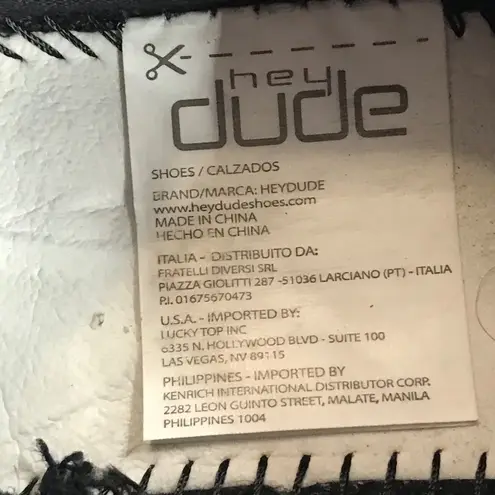 hey
dude
SHOES / CALZADOS
BRAND/MARCA: HEYDUDE
www.heydudeshoes.com
MADE IN CHINA
HECHO EN CHINA
ITALIA - DISTRIBUITO DA:
FRATELLI DIVERSI SRL
PIAZZA GIOLITTI 287 -51036 LARCIANO (PT) - ITALIA
P.I. 01675670473
U.S.A. - IMPORTED BY:
LUCKY TOP INC
6335 N. HOLLYWOOD BLVD - SUITE 100
LAS VEGAS, NV 89115
PHILIPPINES - IMPORTED BY
KENRICH INTERNATIONAL DISTRIBUTOR CORP.
2282 LEON GUINTO STREET, MALATE, MANILA
PHILIPPINES 1004